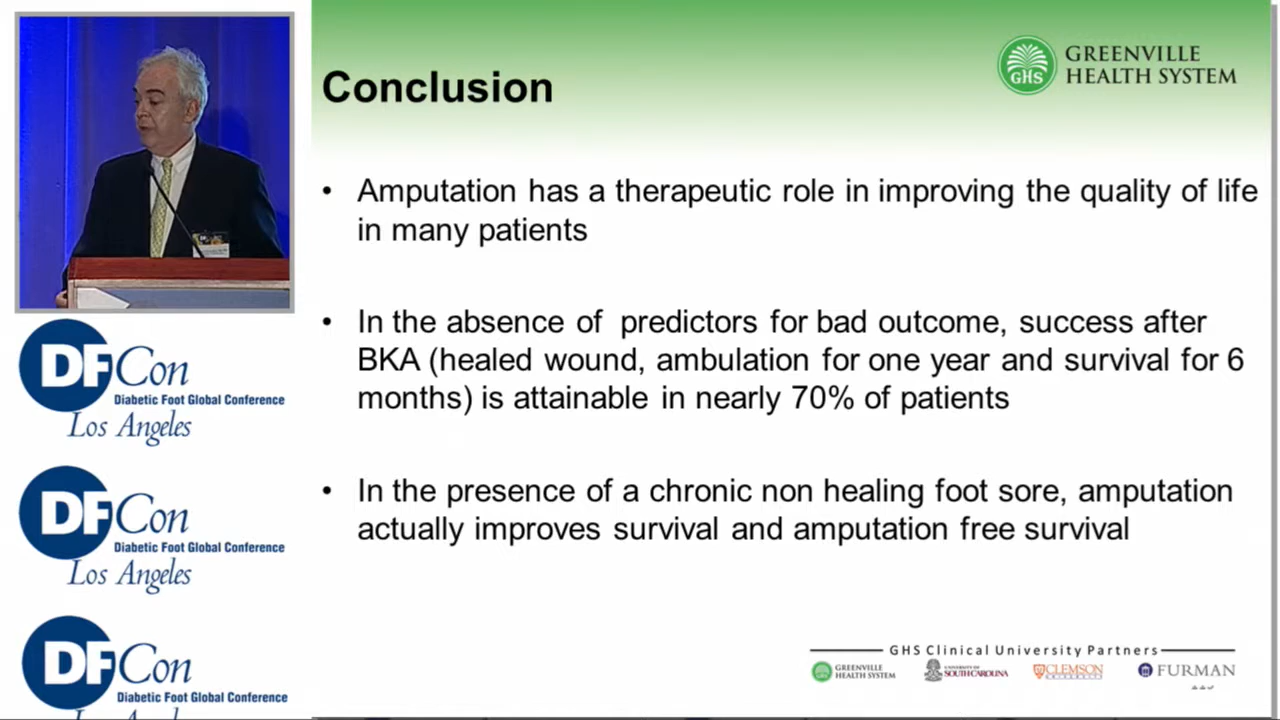 Conclusion
GHS
GREENVILLE
HEALTH SYSTEM
• Amputation has a therapeutic role in improving the quality of life
in many patients
• In the absence of predictors for bad outcome, success after
BKA (healed wound, ambulation for one year and survival for 6
months) is attainable in nearly 70% of patients
• In the presence of a chronic non healing foot sore, amputation
actually improves survival and amputation free survival
DFCon
Diabetic Foot Global Conference
Los Angeles
DFCon
Diabetic Foot Global Conference
Los Angeles
DFCon
Diabetic Foot Global Conference
GHS Clinical University Partners
GREENVILLE
HEALTH SYSTEM
UNIVERSITY OF
SOUTH CAROLINA
CLEMSON
UNIVERSITY
FURMAN